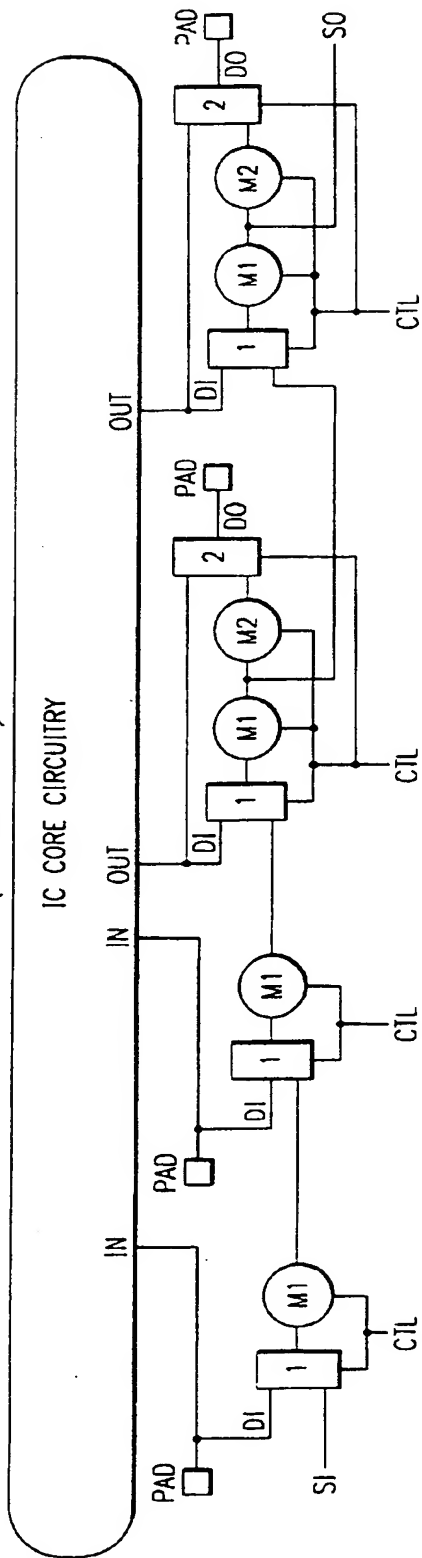 IC CORE CIRCUITRY
IN
IN
OUT
OUT
PAD
DI
SI
1
M1
CTL
PAD
DI
1
M1
CTL
DI
1
M1
M2
2
DO
PAD
CTL
DI
1
M1
M2
2
DO
PAD
SO
CTL